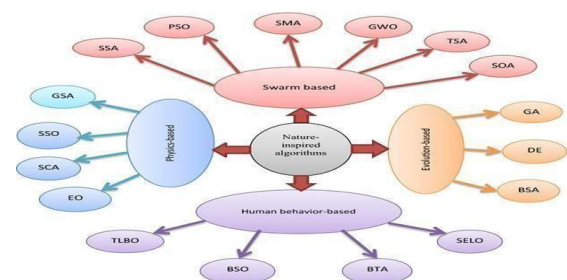 SMA
PSO
GWO
SSA
TSA
SOA
Swarm based
GSA
SSO
SCA
EO
Physics-based
Nature-
inspired
algorithms
Evolution-based
GA
DE
BSA
Human behavior-based
TLBO
BSO
BTA
SELO